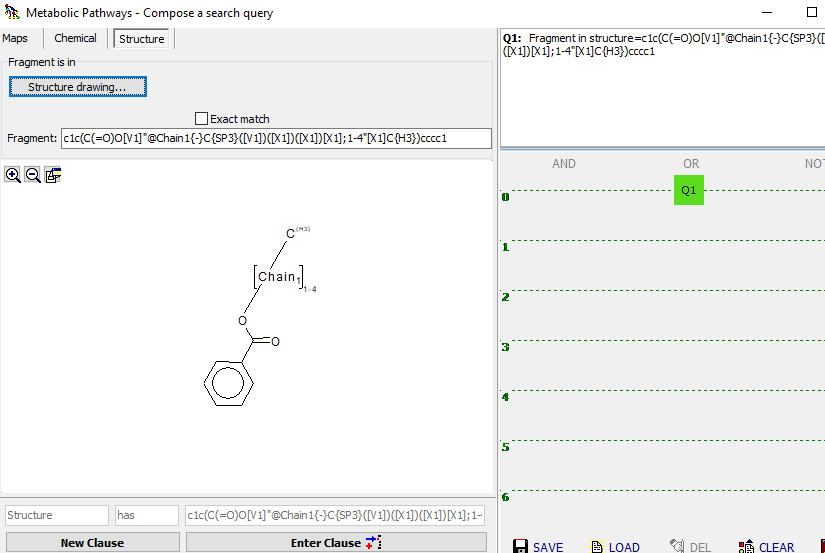 Metabolic Pathways - Compose a search query
Maps Chemical Structure
Fragment is in
Structure drawing...
Exact match
Fragment: c1c(C(=O)O[V1]"@Chain1{-}C{SP3}([V1])([X1])([X1])[X1];1-4"[X1]C{H3})cccc1
C{H3}
[Chain1]1-4
O
O
Structure has c1c(C(=O)O[V1]"@Chain1{-}C{SP3}([V1])([X1])([X1])[X1];1-
New Clause Enter Clause
Q1: Fragment in structure=c1c(C(=O)O[V1]"@Chain1{-}C{SP3}([
([X1])[X1];1-4"[X1]C{H3})cccc1
AND OR NOT
Q1
0
1
2
3
4
5
6
SAVE LOAD DEL CLEAR